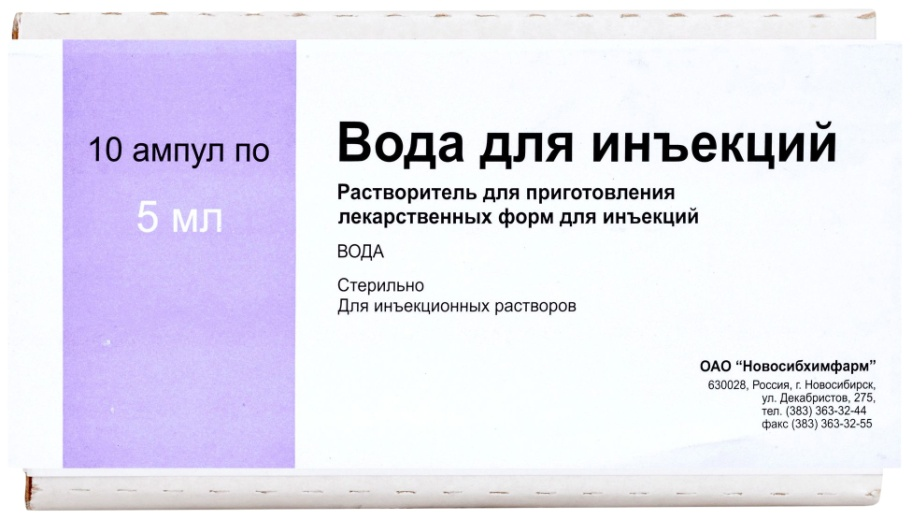 10 ампул по
5 мл
Вода для инъекций
Растворитель для приготовления
лекарственных форм для инъекций
ВОДА
Стерильно
Для инъекционных растворов
ОАО “Новосибхимфарм”
630028, Россия, г. Новосибирск,
ул. Декабристов, 275,
тел. (383) 363-32-44
факс (383) 363-32-55